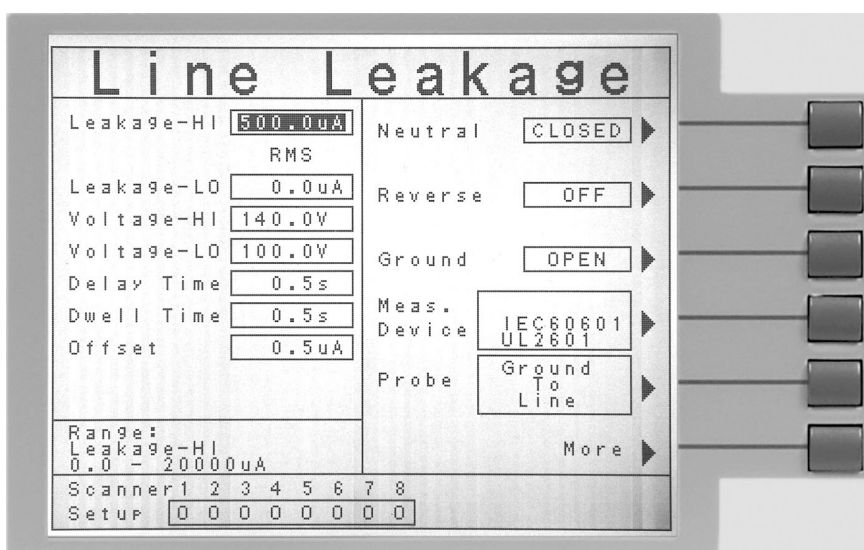 Line Leakage
Leakage-HI 500.0uA
RMS
Leakage-LO 0.0uA
Voltage-HI 140.0V
Voltage-LO 100.0V
Delay Time 0.5s
Dwell Time 0.5s
Offset 0.5uA
Range:
Leakage-HI
0.0 - 20000uA
Neutral CLOSED
Reverse OFF
Ground OPEN
Meas.
Device IEC60601
UL2601
Probe Ground
To
Line
More
Scanner 1 2 3 4 5 6 7 8
Setup 0 0 0 0 0 0 0 0